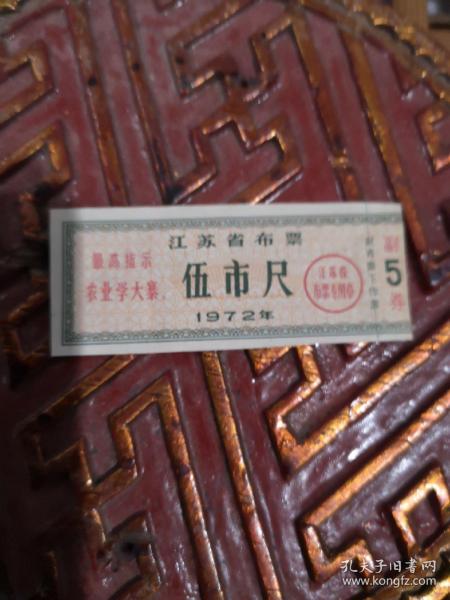 江苏省布票
最高指示
农业学大寨。
伍市尺
1972年
江苏省
布票专用章
副
5
券
孔夫子旧书网
www.kongfz.com